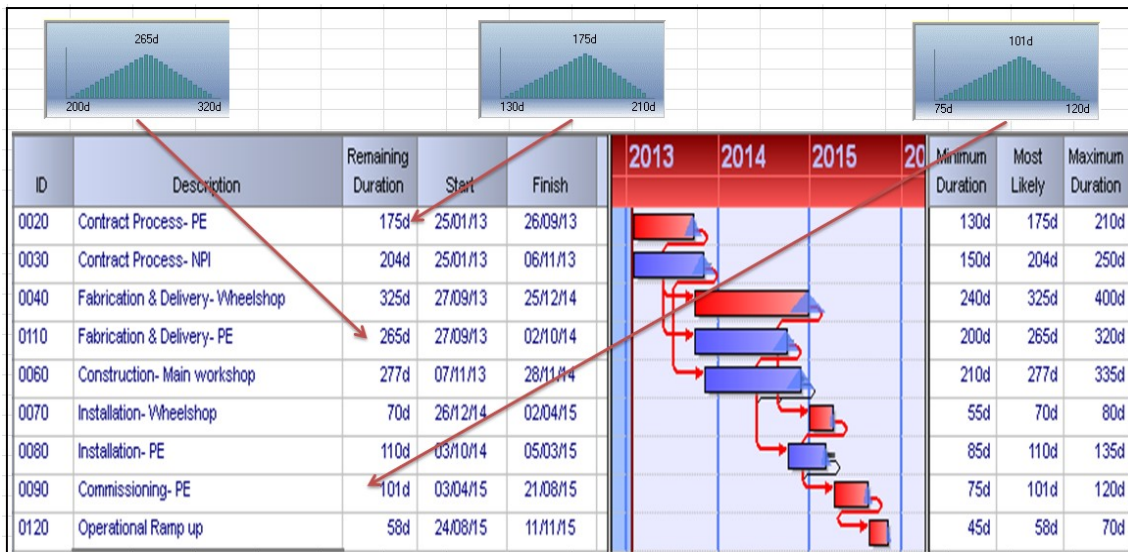 265d
200d 320d
175d
130d 210d
101d
75d 120d
ID Description Remaining Duration Start Finish 2013 2014 2015 20 Minimum Duration Most Likely Maximum Duration
0020 Contract Process- PE 175d 25/01/13 26/09/13 130d 175d 210d
0030 Contract Process- NPI 204d 25/01/13 06/11/13 150d 204d 250d
0040 Fabrication & Delivery- Wheelshop 325d 27/09/13 25/12/14 240d 325d 400d
0110 Fabrication & Delivery- PE 265d 27/09/13 02/10/14 200d 265d 320d
0060 Construction- Main workshop 277d 07/11/13 28/11/14 210d 277d 335d
0070 Installation- Wheelshop 70d 26/12/14 02/04/15 55d 70d 80d
0080 Installation- PE 110d 03/10/14 05/03/15 85d 110d 135d
0090 Commissioning- PE 101d 03/04/15 21/08/15 75d 101d 120d
0120 Operational Ramp up 58d 24/08/15 11/11/15 45d 58d 70d